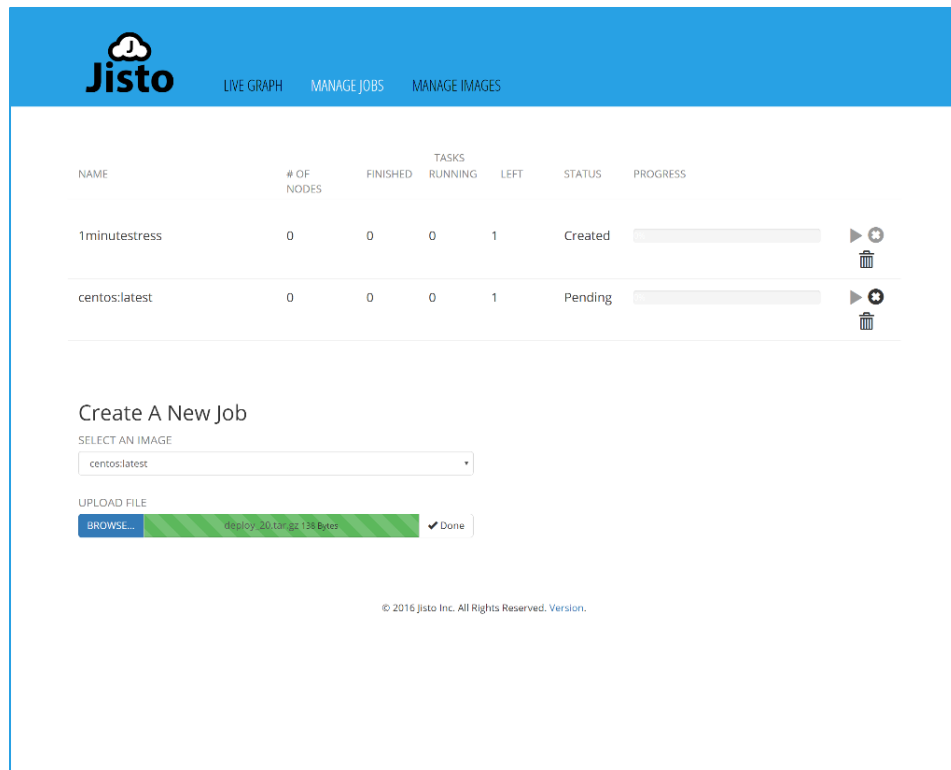 J
Jisto
LIVE GRAPH MANAGE JOBS MANAGE IMAGES
TASKS
NAME # OF NODES FINISHED RUNNING LEFT STATUS PROGRESS
1minutestress 0 0 0 1 Created
centos:latest 0 0 0 1 Pending
Create A New Job
SELECT AN IMAGE
centos:latest
UPLOAD FILE
BROWSE... deploy_20.tar.gz 138 Bytes Done
© 2016 Jisto Inc. All Rights Reserved. Version.